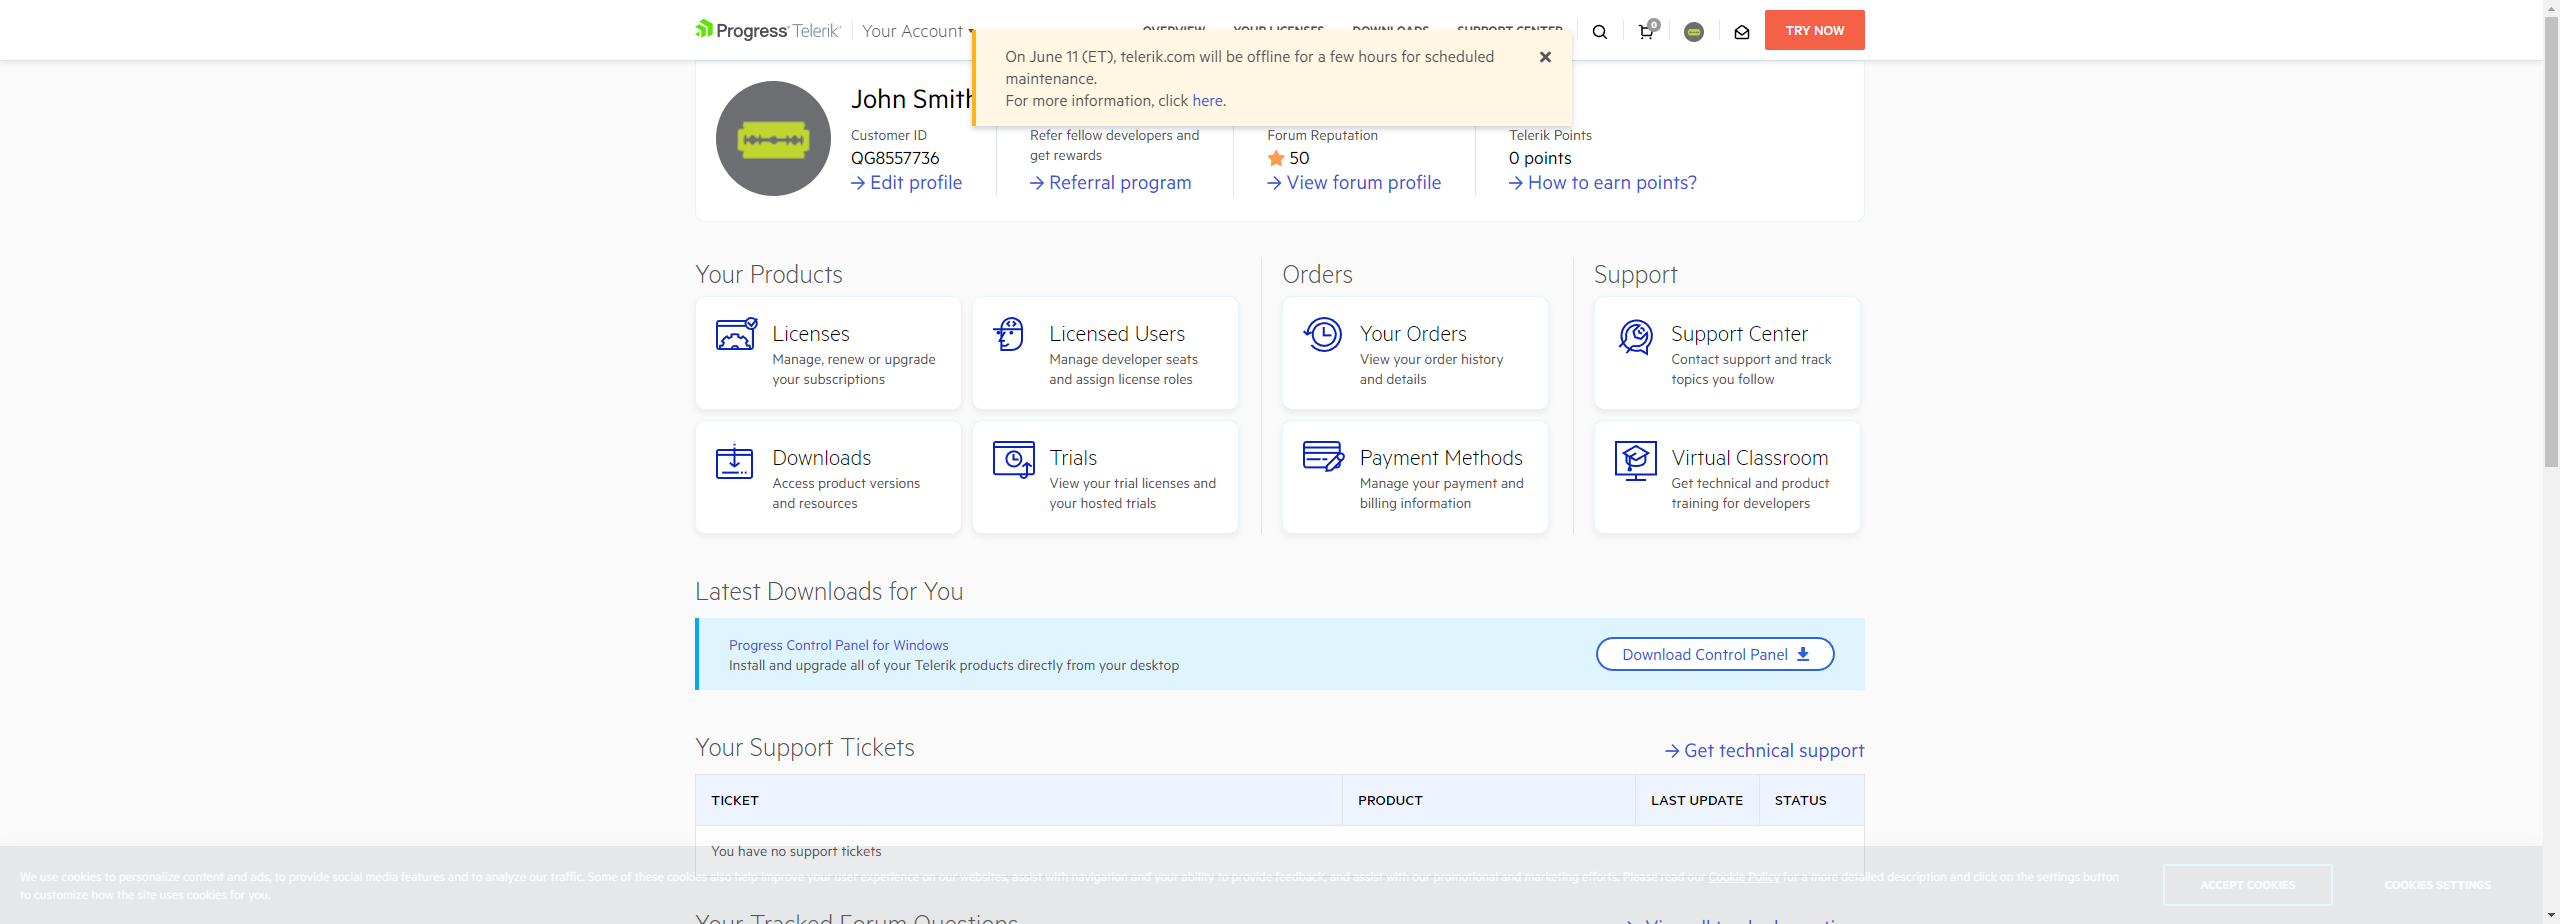 Progress Telerik
Your Account
OVERVIEW
YOUR LICENSES
DOWNLOADS
SUPPORT CENTER
0
TRY NOW
On June 11 (ET), telerik.com will be offline for a few hours for scheduled
maintenance.
For more information, click here.
John Smith
Customer ID
QG8557736
Edit profile
Refer fellow developers and
get rewards
Referral program
Forum Reputation
50
View forum profile
Telerik Points
0 points
How to earn points?
Your Products
Licenses
Manage, renew or upgrade
your subscriptions
Licensed Users
Manage developer seats
and assign license roles
Downloads
Access product versions
and resources
Trials
View your trial licenses and
your hosted trials
Orders
Your Orders
View your order history
and details
Payment Methods
Manage your payment and
billing information
Support
Support Center
Contact support and track
topics you follow
Virtual Classroom
Get technical and product
training for developers
Latest Downloads for You
Progress Control Panel for Windows
Install and upgrade all of your Telerik products directly from your desktop
Download Control Panel
Your Support Tickets
Get technical support
TICKET
PRODUCT
LAST UPDATE
STATUS
You have no support tickets
We use cookies to personalize content and ads, to provide social media features and to analyze our traffic. Some of these cookies also help improve your user experience on our websites, assist with navigation and your ability to provide feedback, and assist with our promotional and marketing efforts. Please read our Cookie Policy for a more detailed description and click on the settings button
to customize how the site uses cookies for you.
ACCEPT COOKIES
COOKIES SETTINGS
Your Tracked Forum Questions